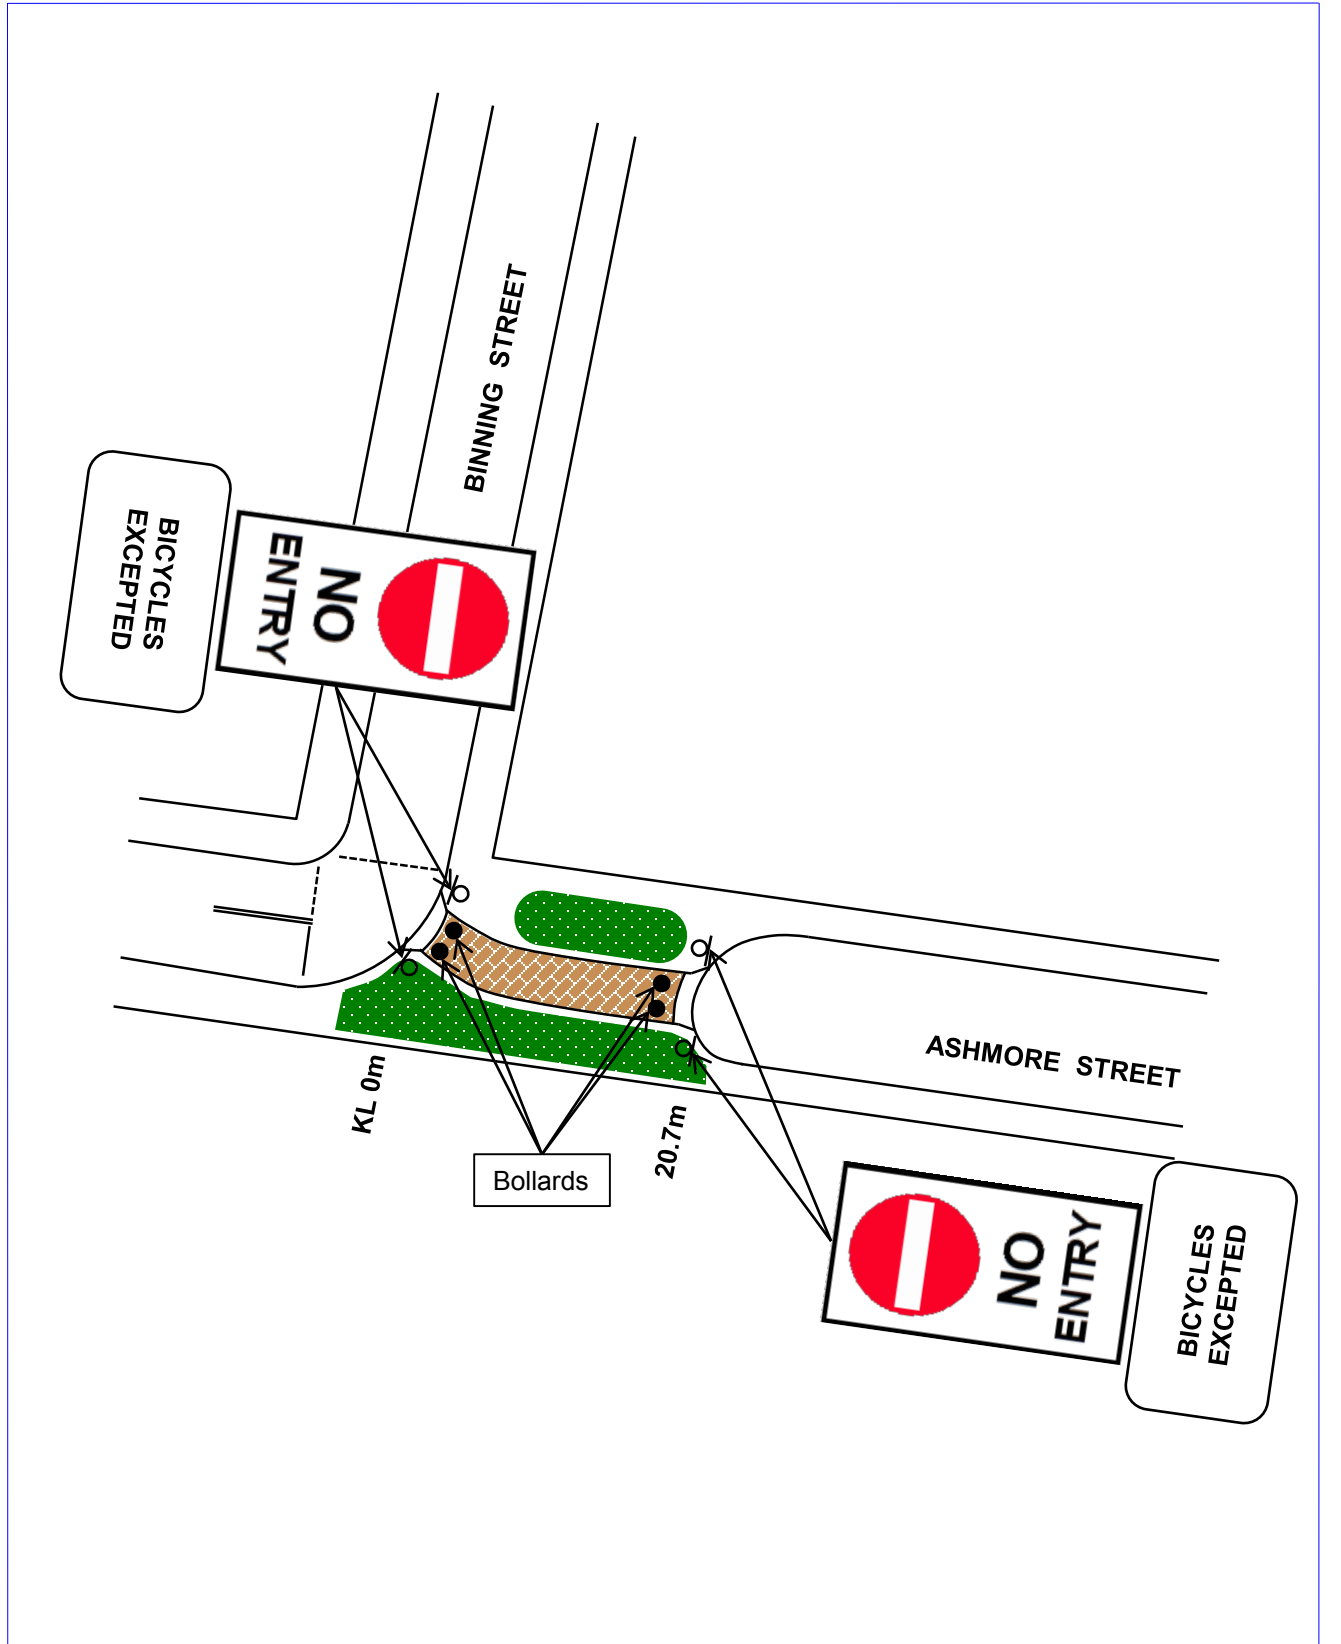 BINNING STREET
BICYCLES
EXCEPTED
NO
ENTRY
ASHMORE STREET
KL 0m
20.7m
Bollards
NO
ENTRY
BICYCLES
EXCEPTED